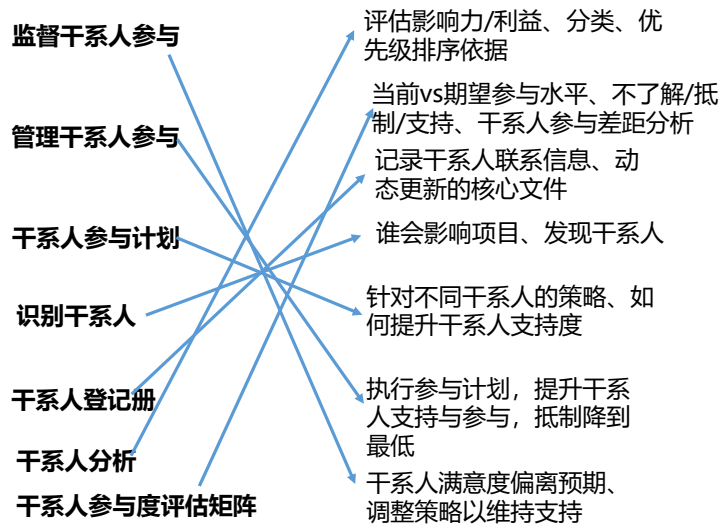 监督干系人参与
管理干系人参与
干系人参与计划
识别干系人
干系人登记册
干系人分析
干系人参与度评估矩阵
评估影响力/利益、分类、优
先级排序依据
当前vs期望参与水平、不了解/抵
制/支持、干系人参与差距分析
记录干系人联系信息、动
态更新的核心文件
谁会影响项目、发现干系人
针对不同干系人的策略、如
何提升干系人支持度
执行参与计划，提升干系
人支持与参与，抵制降到
最低
干系人满意度偏离预期、
调整策略以维持支持